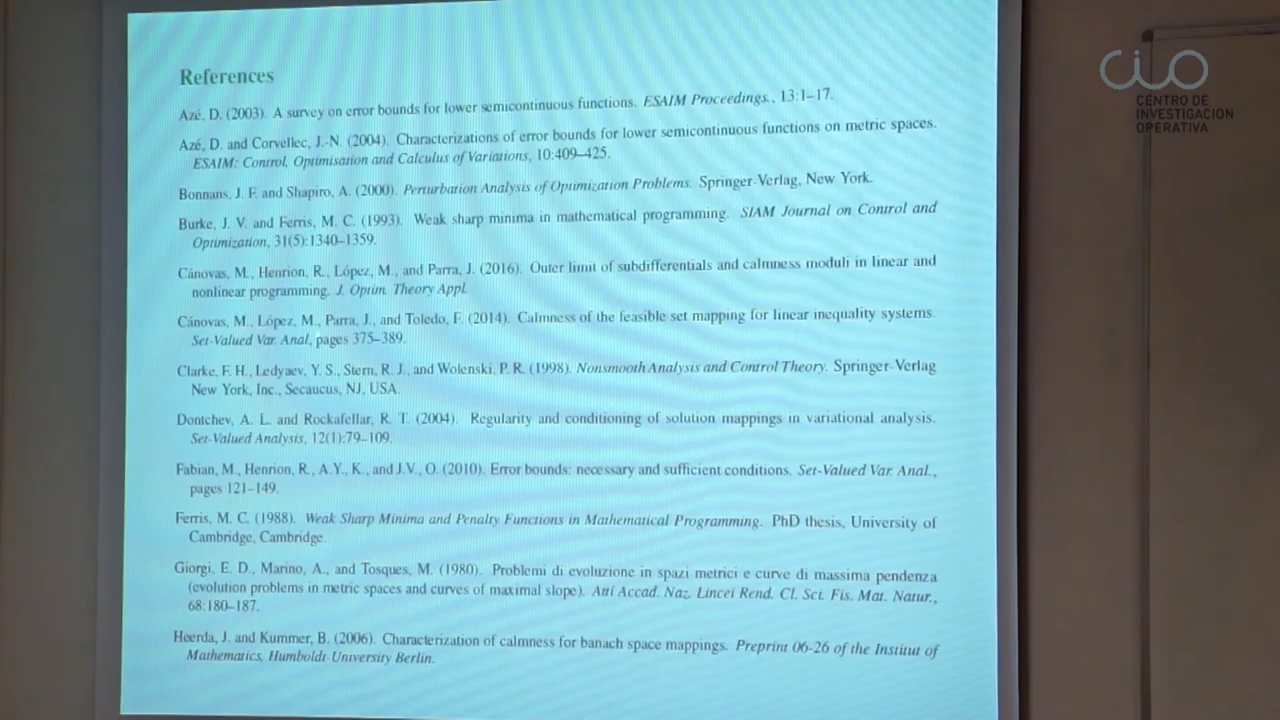 References
Azé, D. (2003). A survey on error bounds for lower semicontinuous functions. ESAIM Proceedings., 13:1–17.
Azé, D. and Corvellec, J.-N. (2004). Characterizations of error bounds for lower semicontinuous functions on metric spaces.
ESAIM: Control, Optimisation and Calculus of Variations, 10:409–425.
Bonnans, J. F. and Shapiro, A. (2000). Perturbation Analysis of Optimization Problems. Springer-Verlag, New York.
Burke, J. V. and Ferris, M. C. (1993). Weak sharp minima in mathematical programming. SIAM Journal on Control and
Optimization, 31(5):1340–1359.
Cánovas, M., Henrion, R., López, M., and Parra, J. (2016). Outer limit of subdifferentials and calmness moduli in linear and
nonlinear programming. J. Optim. Theory Appl.
Cánovas, M., López, M., Parra, J., and Toledo, F. (2014). Calmness of the feasible set mapping for linear inequality systems.
Set-Valued Var. Anal, pages 375–389.
Clarke, F. H., Ledyaev, Y. S., Stern, R. J., and Wolenski, P. R. (1998). Nonsmooth Analysis and Control Theory. Springer-Verlag
New York, Inc., Secaucus, NJ, USA.
Dontchev, A. L. and Rockafellar, R. T. (2004). Regularity and conditioning of solution mappings in variational analysis.
Set-Valued Analysis, 12(1):79–109.
Fabian, M., Henrion, R., A.Y., K., and J.V., O. (2010). Error bounds: necessary and sufficient conditions. Set-Valued Var. Anal.,
pages 121–149.
Ferris, M. C. (1988). Weak Sharp Minima and Penalty Functions in Mathematical Programming. PhD thesis, University of
Cambridge, Cambridge.
Giorgi, E. D., Marino, A., and Tosques, M. (1980). Problemi di evoluzione in spazi metrici e curve di massima pendenza
(evolution problems in metric spaces and curves of maximal slope). Atti Accad. Naz. Lincei Rend. Cl. Sci. Fis. Mat. Natur.,
68:180–187.
Heerda, J. and Kummer, B. (2006). Characterization of calmness for banach space mappings. Preprint 06-26 of the Institut of
Mathematics, Humboldt-University Berlin.
CIO
CENTRO DE
INVESTIGACION
OPERATIVA